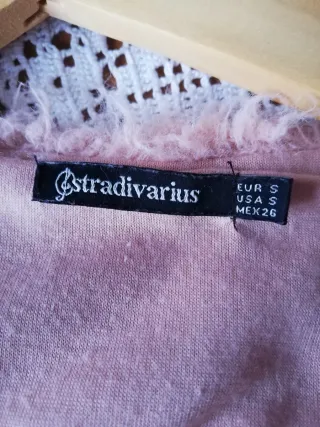 stradivarius
EUR S
USA S
MEX 26